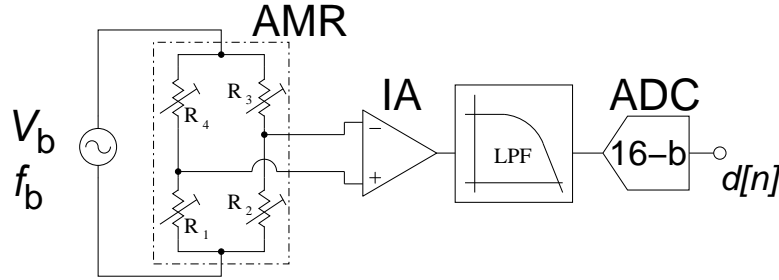 AMR
IA
ADC
V_b
f_b
R_4
R_3
R_1
R_2
−
+
LPF
16−b
d[n]